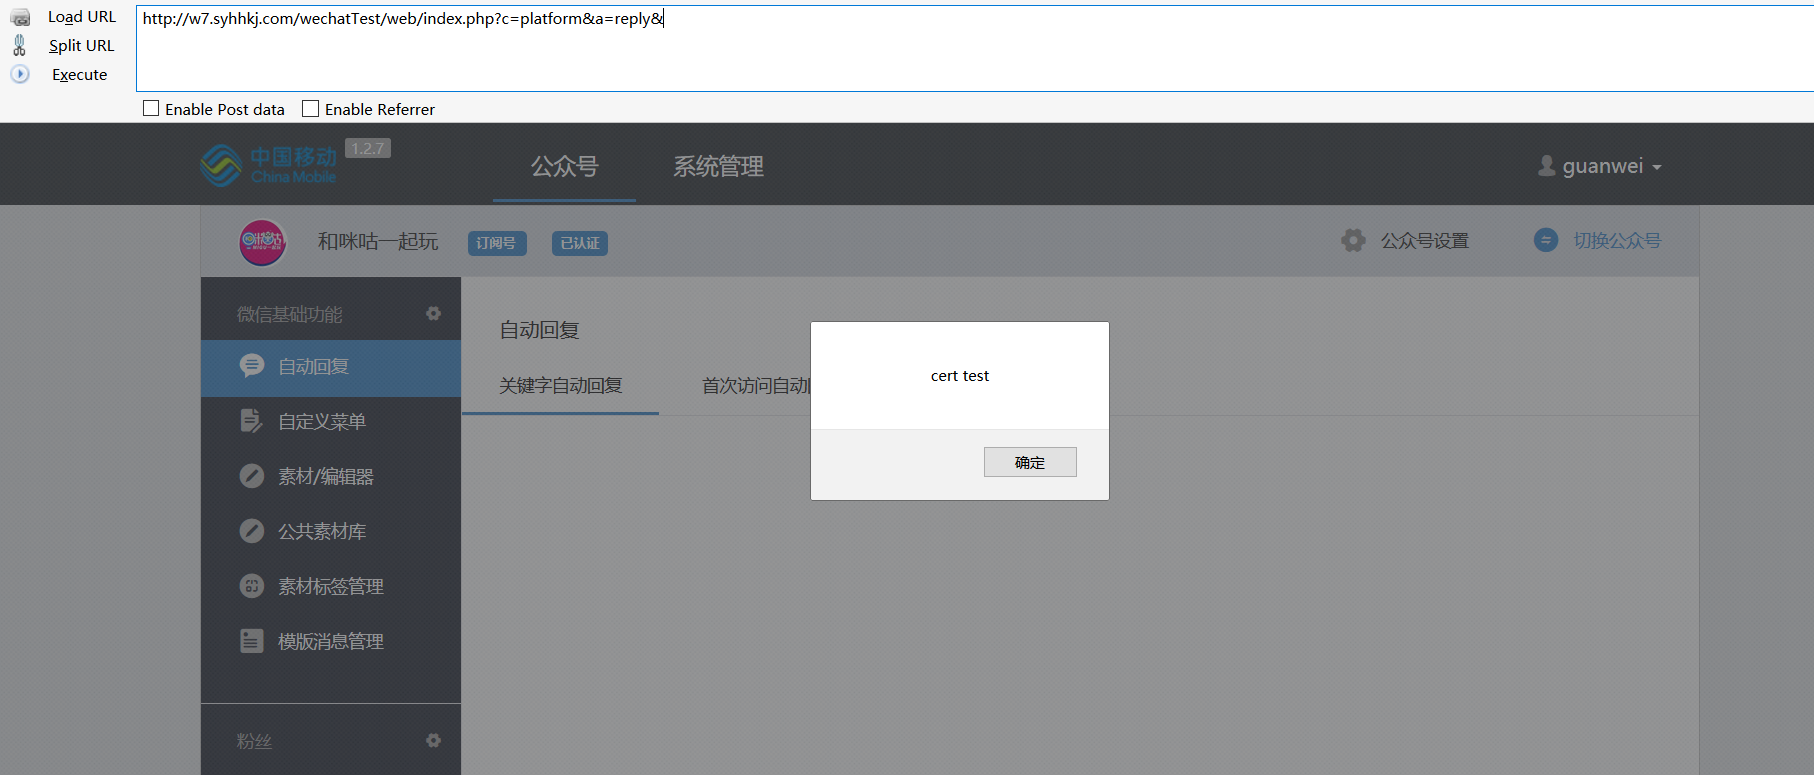 Load URL
http://w7.syhhkj.com/wechatTest/web/index.php?c=platform&a=reply&
Split URL
Execute
Enable Post data
Enable Referrer
中国移动
China Mobile
1.2.7
公众号
系统管理
guanwei
和咪咕一起玩
订阅号
已认证
公众号设置
切换公众号
微信基础功能
自动回复
自定义菜单
素材/编辑器
公共素材库
素材标签管理
模版消息管理
粉丝
自动回复
关键字自动回复
首次访问自动
cert test
确定